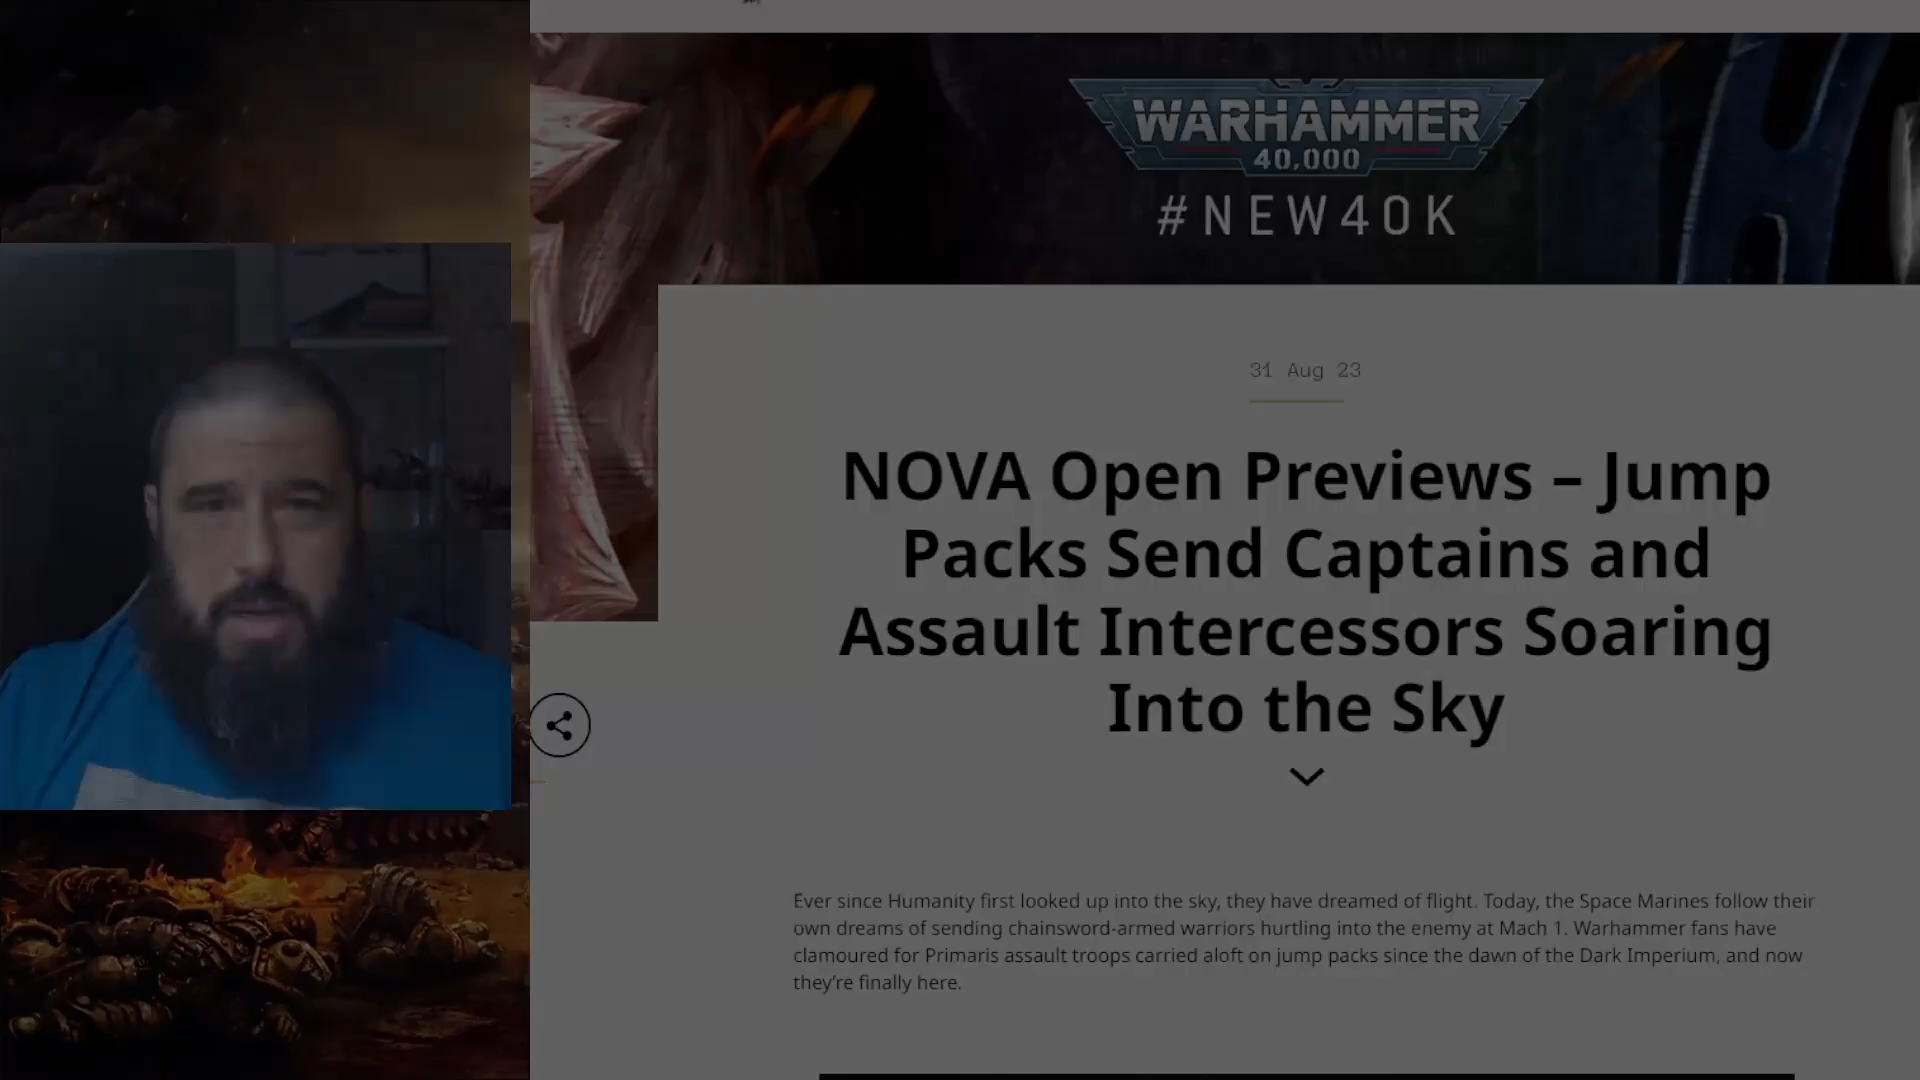 WARHAMMER
40,000
#NEW40K
31 Aug 23
NOVA Open Previews – Jump
Packs Send Captains and
Assault Intercessors Soaring
Into the Sky
Ever since Humanity first looked up into the sky, they have dreamed of flight. Today, the Space Marines follow their
own dreams of sending chainsword-armed warriors hurtling into the enemy at Mach 1. Warhammer fans have
clamoured for Primaris assault troops carried aloft on jump packs since the dawn of the Dark Imperium, and now
they’re finally here.